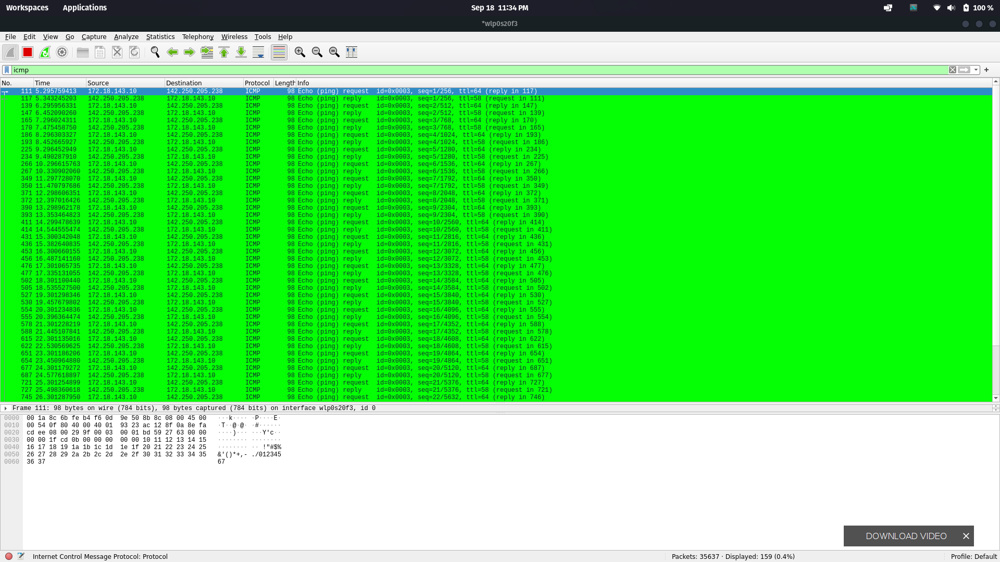 Workspaces Applications Sep 18 11:34 PM 100 %
*wlp0s20f3
File Edit View Go Capture Analyze Statistics Telephony Wireless Tools Help
icmp
No. Time Source Destination Protocol Length Info
111 5.295759413 172.18.143.10 142.250.205.238 ICMP 98 Echo (ping) request id=0x0003, seq=1/256, ttl=64 (reply in 117)
117 5.343245203 142.250.205.238 172.18.143.10 ICMP 98 Echo (ping) reply id=0x0003, seq=1/256, ttl=58 (request in 111)
139 6.295956331 172.18.143.10 142.250.205.238 ICMP 98 Echo (ping) request id=0x0003, seq=2/512, ttl=64 (reply in 147)
147 6.452090260 142.250.205.238 172.18.143.10 ICMP 98 Echo (ping) reply id=0x0003, seq=2/512, ttl=58 (request in 139)
165 7.296024311 172.18.143.10 142.250.205.238 ICMP 98 Echo (ping) request id=0x0003, seq=3/768, ttl=64 (reply in 170)
170 7.475458750 142.250.205.238 172.18.143.10 ICMP 98 Echo (ping) reply id=0x0003, seq=3/768, ttl=58 (request in 165)
186 8.296303327 172.18.143.10 142.250.205.238 ICMP 98 Echo (ping) request id=0x0003, seq=4/1024, ttl=64 (reply in 193)
193 8.452665927 142.250.205.238 172.18.143.10 ICMP 98 Echo (ping) reply id=0x0003, seq=4/1024, ttl=58 (request in 186)
225 9.296452949 172.18.143.10 142.250.205.238 ICMP 98 Echo (ping) request id=0x0003, seq=5/1280, ttl=64 (reply in 234)
234 9.490287910 142.250.205.238 172.18.143.10 ICMP 98 Echo (ping) reply id=0x0003, seq=5/1280, ttl=58 (request in 225)
266 10.296615763 172.18.143.10 142.250.205.238 ICMP 98 Echo (ping) request id=0x0003, seq=6/1536, ttl=64 (reply in 267)
267 10.330902060 142.250.205.238 172.18.143.10 ICMP 98 Echo (ping) reply id=0x0003, seq=6/1536, ttl=58 (request in 266)
349 11.297728070 172.18.143.10 142.250.205.238 ICMP 98 Echo (ping) request id=0x0003, seq=7/1792, ttl=64 (reply in 350)
350 11.470797686 142.250.205.238 172.18.143.10 ICMP 98 Echo (ping) reply id=0x0003, seq=7/1792, ttl=58 (request in 349)
371 12.298606351 172.18.143.10 142.250.205.238 ICMP 98 Echo (ping) request id=0x0003, seq=8/2048, ttl=64 (reply in 372)
372 12.397016426 142.250.205.238 172.18.143.10 ICMP 98 Echo (ping) reply id=0x0003, seq=8/2048, ttl=58 (request in 371)
390 13.298962178 172.18.143.10 142.250.205.238 ICMP 98 Echo (ping) request id=0x0003, seq=9/2304, ttl=64 (reply in 393)
393 13.353464823 142.250.205.238 172.18.143.10 ICMP 98 Echo (ping) reply id=0x0003, seq=9/2304, ttl=58 (request in 390)
411 14.299478639 172.18.143.10 142.250.205.238 ICMP 98 Echo (ping) request id=0x0003, seq=10/2560, ttl=64 (reply in 414)
414 14.544555474 142.250.205.238 172.18.143.10 ICMP 98 Echo (ping) reply id=0x0003, seq=10/2560, ttl=58 (request in 411)
431 15.300342048 172.18.143.10 142.250.205.238 ICMP 98 Echo (ping) request id=0x0003, seq=11/2816, ttl=64 (reply in 436)
436 15.382640835 142.250.205.238 172.18.143.10 ICMP 98 Echo (ping) reply id=0x0003, seq=11/2816, ttl=58 (request in 431)
453 16.300660155 172.18.143.10 142.250.205.238 ICMP 98 Echo (ping) request id=0x0003, seq=12/3072, ttl=64 (reply in 456)
456 16.487141160 142.250.205.238 172.18.143.10 ICMP 98 Echo (ping) reply id=0x0003, seq=12/3072, ttl=58 (request in 453)
476 17.301065735 172.18.143.10 142.250.205.238 ICMP 98 Echo (ping) request id=0x0003, seq=13/3328, ttl=64 (reply in 477)
477 17.335131055 142.250.205.238 172.18.143.10 ICMP 98 Echo (ping) reply id=0x0003, seq=13/3328, ttl=58 (request in 476)
502 18.301100440 172.18.143.10 142.250.205.238 ICMP 98 Echo (ping) request id=0x0003, seq=14/3584, ttl=64 (reply in 505)
505 18.535527500 142.250.205.238 172.18.143.10 ICMP 98 Echo (ping) reply id=0x0003, seq=14/3584, ttl=58 (request in 502)
527 19.301298346 172.18.143.10 142.250.205.238 ICMP 98 Echo (ping) request id=0x0003, seq=15/3840, ttl=64 (reply in 530)
530 19.457679802 142.250.205.238 172.18.143.10 ICMP 98 Echo (ping) reply id=0x0003, seq=15/3840, ttl=58 (request in 527)
554 20.301234836 172.18.143.10 142.250.205.238 ICMP 98 Echo (ping) request id=0x0003, seq=16/4096, ttl=64 (reply in 555)
555 20.396364474 142.250.205.238 172.18.143.10 ICMP 98 Echo (ping) reply id=0x0003, seq=16/4096, ttl=58 (request in 554)
578 21.301228219 172.18.143.10 142.250.205.238 ICMP 98 Echo (ping) request id=0x0003, seq=17/4352, ttl=64 (reply in 588)
588 21.445107841 142.250.205.238 172.18.143.10 ICMP 98 Echo (ping) reply id=0x0003, seq=17/4352, ttl=58 (request in 578)
615 22.301135016 172.18.143.10 142.250.205.238 ICMP 98 Echo (ping) request id=0x0003, seq=18/4608, ttl=64 (reply in 622)
622 22.530569625 142.250.205.238 172.18.143.10 ICMP 98 Echo (ping) reply id=0x0003, seq=18/4608, ttl=58 (request in 615)
651 23.301186206 172.18.143.10 142.250.205.238 ICMP 98 Echo (ping) request id=0x0003, seq=19/4864, ttl=64 (reply in 654)
654 23.450964880 142.250.205.238 172.18.143.10 ICMP 98 Echo (ping) reply id=0x0003, seq=19/4864, ttl=58 (request in 651)
677 24.301179272 172.18.143.10 142.250.205.238 ICMP 98 Echo (ping) request id=0x0003, seq=20/5120, ttl=64 (reply in 687)
687 24.577618897 142.250.205.238 172.18.143.10 ICMP 98 Echo (ping) reply id=0x0003, seq=20/5120, ttl=58 (request in 677)
721 25.301254899 172.18.143.10 142.250.205.238 ICMP 98 Echo (ping) request id=0x0003, seq=21/5376, ttl=64 (reply in 727)
727 25.498360618 142.250.205.238 172.18.143.10 ICMP 98 Echo (ping) reply id=0x0003, seq=21/5376, ttl=58 (request in 721)
745 26.301287950 172.18.143.10 142.250.205.238 ICMP 98 Echo (ping) request id=0x0003, seq=22/5632, ttl=64 (reply in 746)
Frame 111: 98 bytes on wire (784 bits), 98 bytes captured (784 bits) on interface wlp0s20f3, id 0
0000 00 1a 8c 6b fe b4 f6 0d 9e 50 8b 8c 08 00 45 00 ···k···· ·P····E·
0010 00 54 0f 80 40 00 40 01 93 23 ac 12 8f 0a 8e fa ·T··@·@· ·#······
0020 cd ee 08 00 29 9f 00 03 00 01 bd 59 27 63 00 00 ····)··· ···Y'c··
0030 00 00 1f cd 0b 00 00 00 00 00 10 11 12 13 14 15 ········ ········
0040 16 17 18 19 1a 1b 1c 1d 1e 1f 20 21 22 23 24 25 ········ ·· !"#$%
0050 26 27 28 29 2a 2b 2c 2d 2e 2f 30 31 32 33 34 35 &'()*+,- ./012345
0060 36 37 67
DOWNLOAD VIDEO
Internet Control Message Protocol: Protocol Packets: 35637 · Displayed: 159 (0.4%) Profile: Default